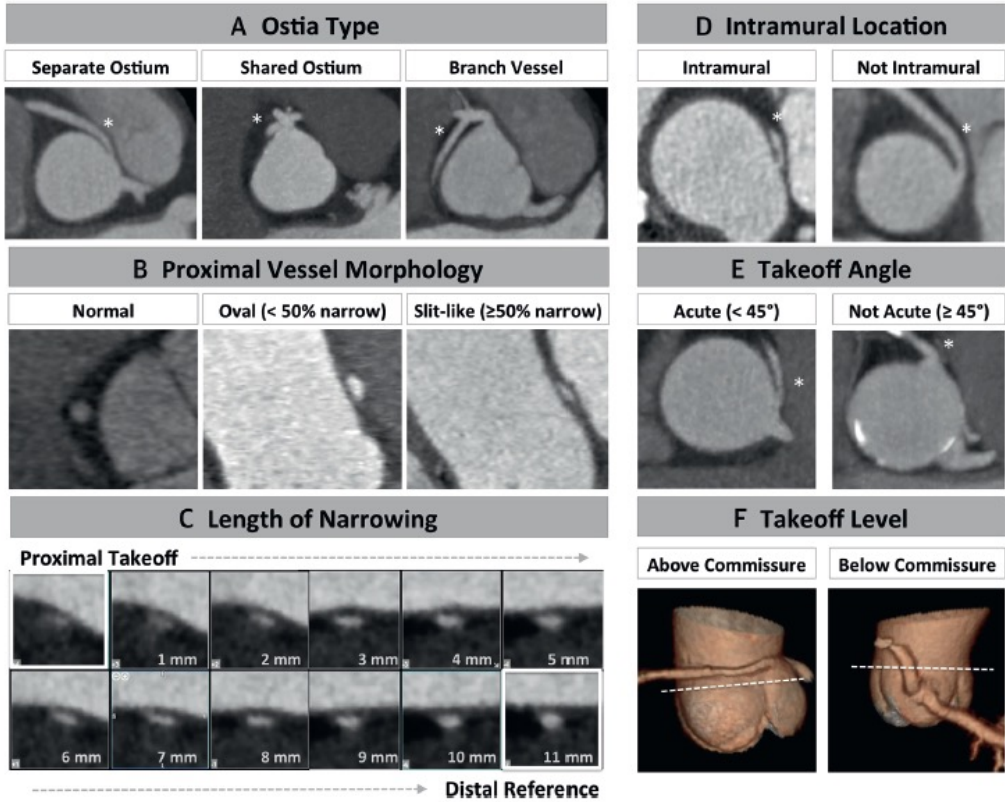 A Ostia Type
Separate Ostium
Shared Ostium
Branch Vessel
*
*
*
B Proximal Vessel Morphology
Normal
Oval (< 50% narrow)
Slit-like (≥50% narrow)
C Length of Narrowing
Proximal Takeoff
1 mm
2 mm
3 mm
4 mm
5 mm
6 mm
7 mm
8 mm
9 mm
10 mm
11 mm
Distal Reference
D Intramural Location
Intramural
Not Intramural
*
*
E Takeoff Angle
Acute (< 45°)
Not Acute (≥ 45°)
*
*
F Takeoff Level
Above Commissure
Below Commissure